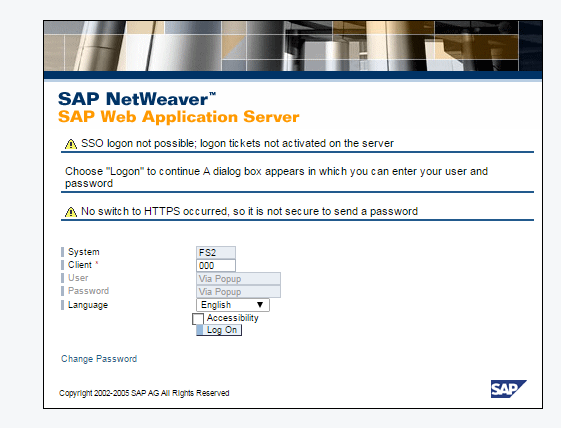 SAP NetWeaver™
SAP Web Application Server
SSO logon not possible; logon tickets not activated on the server
Choose "Logon" to continue A dialog box appears in which you can enter your user and
password
No switch to HTTPS occurred, so it is not secure to send a password
System FS2
Client * 000
User Via Popup
Password Via Popup
Language English
Accessibility
Log On
Change Password
Copyright 2002-2005 SAP AG All Rights Reserved
SAP